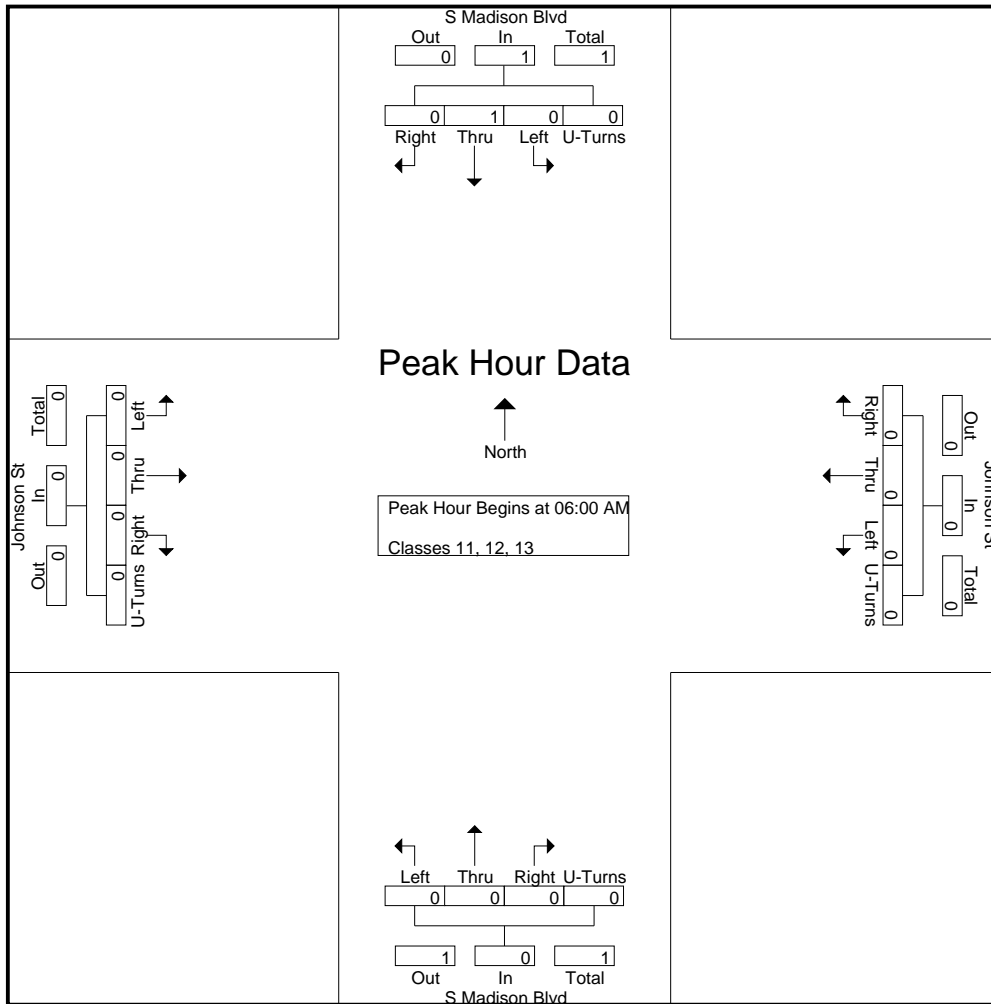 S Madison Blvd
Out In Total
0 1 1
0 1 0 0
Right Thru Left U-Turns
Peak Hour Data
North
Peak Hour Begins at 06:00 AM
Classes 11, 12, 13
Johnson St
Total In Out
0 0 0
0 0 0 0
Left Thru Right U-Turns
Johnson St
Out In Total
0 0 0
0 0 0 0
Right Thru Left U-Turns
Left Thru Right U-Turns
0 0 0 0
1 0 1
Out In Total
S Madison Blvd